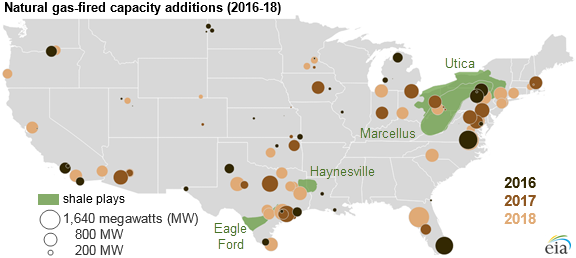 Natural gas-fired capacity additions (2016-18)
Utica
Marcellus
Haynesville
Eagle
Ford
shale plays
1,640 megawatts (MW)
800 MW
200 MW
2016
2017
2018
eia